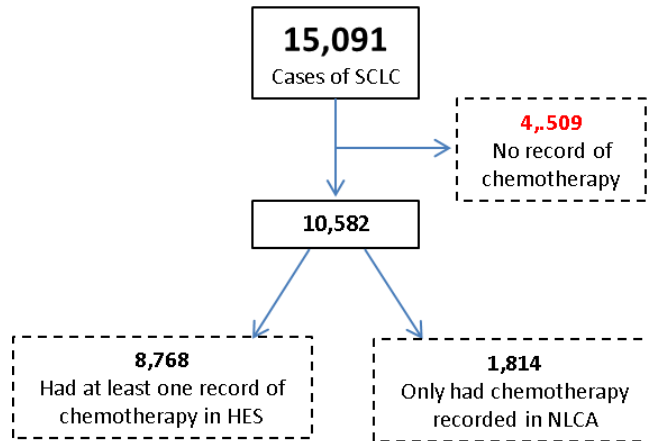 15,091
Cases of SCLC
4,.509
No record of
chemotherapy
10,582
8,768
Had at least one record of
chemotherapy in HES
1,814
Only had chemotherapy
recorded in NLCA